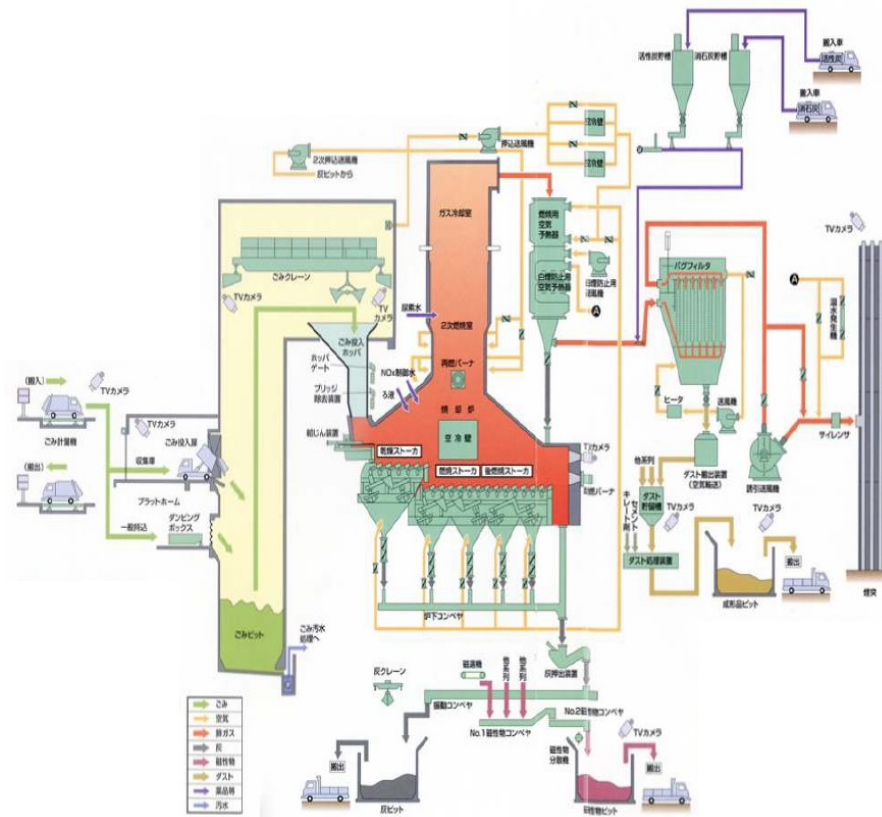 搬入車
活性炭
活性炭貯槽
消石灰貯槽
搬入車
消石灰
2次押込送風機
灰ピットから
押込送風機
空冷壁
空冷壁
ガス冷却室
燃焼用
空気
予熱器
白煙防止用
空気予熱器
白煙防止用
送風機
A
TVカメラ
バグフィルタ
A
温水発生機
ごみクレーン
TVカメラ
TV
カメラ
尿素水
2次燃焼室
ごみ投入
ホッパ
ホッパ
ゲート
ブリッジ
除去装置
NOx制御水
ろ液
再燃バーナ
焼却炉
空冷壁
給じん装置
乾燥ストーカ
燃焼ストーカ
後燃焼ストーカ
TVカメラ
ヒータ
送風機
サイレンサ
ダスト搬出装置
(空気輸送)
誘引送風機
他系列
キレート剤
セメント
ダスト
貯留槽
TVカメラ
TVカメラ
ダスト処理装置
搬出
成形品ピット
煙突
(搬入)
TVカメラ
ごみ計量機
(搬出)
TVカメラ
ごみ投入扉
収集車
プラットホーム
ダンピング
ボックス
一般持込
ごみピット
ごみ汚水
処理へ
炉下コンベヤ
灰押出装置
磁選機
他系列
他系列
灰クレーン
振動コンベヤ
No.1磁性物コンベヤ
No.2磁性物コンベヤ
磁性物
分散機
TVカメラ
搬出
灰ピット
磁性物ピット
搬出
ごみ
空気
排ガス
灰
磁性物
ダスト
薬品等
汚水